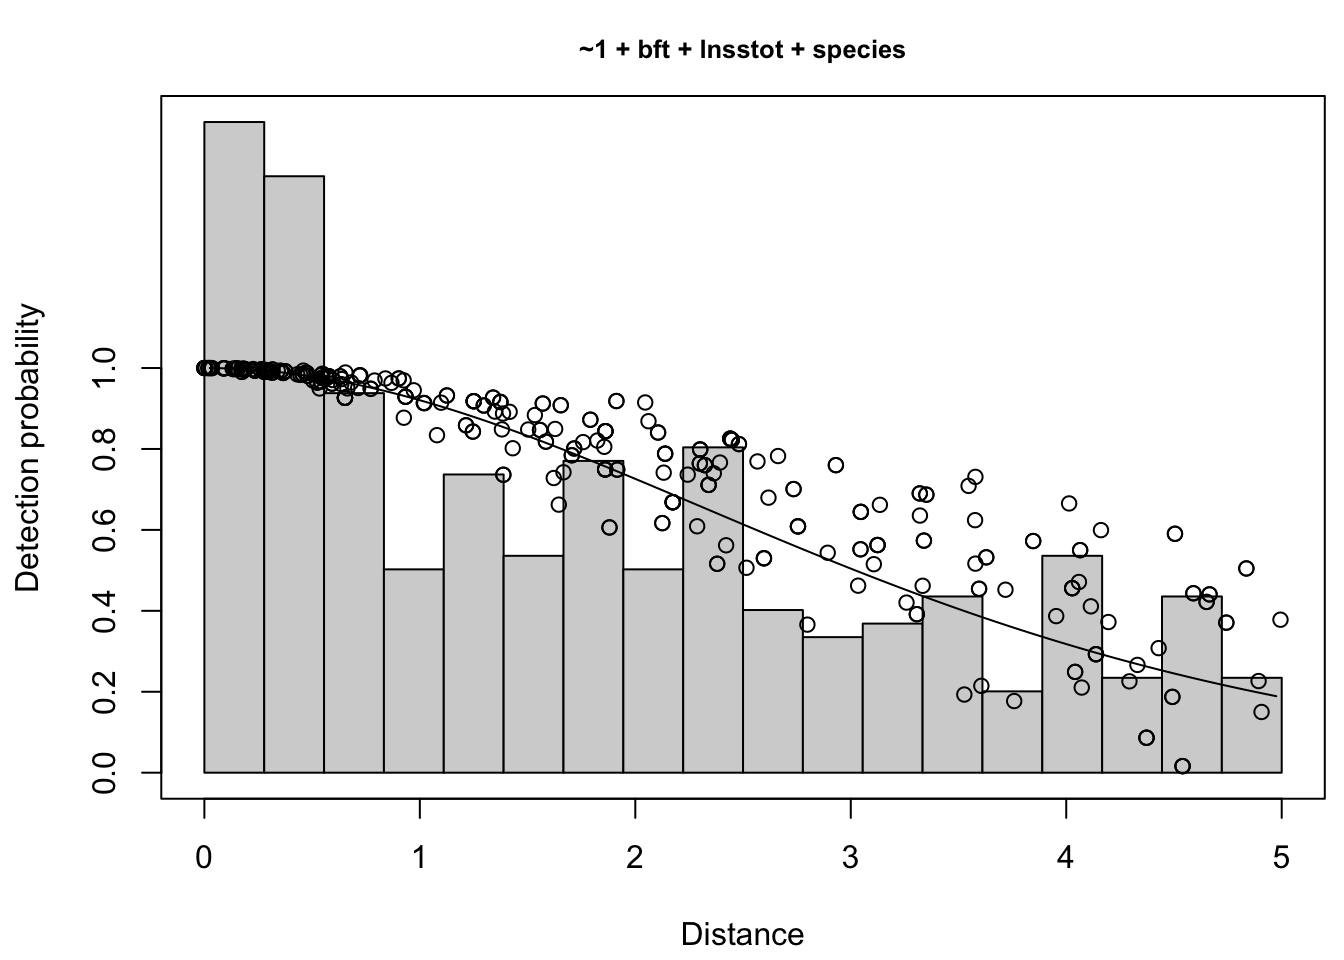 ~1 + bft + lnsstot + species
Detection probability
1.0
0.8
0.6
0.4
0.2
0.0
0 1 2 3 4 5
Distance